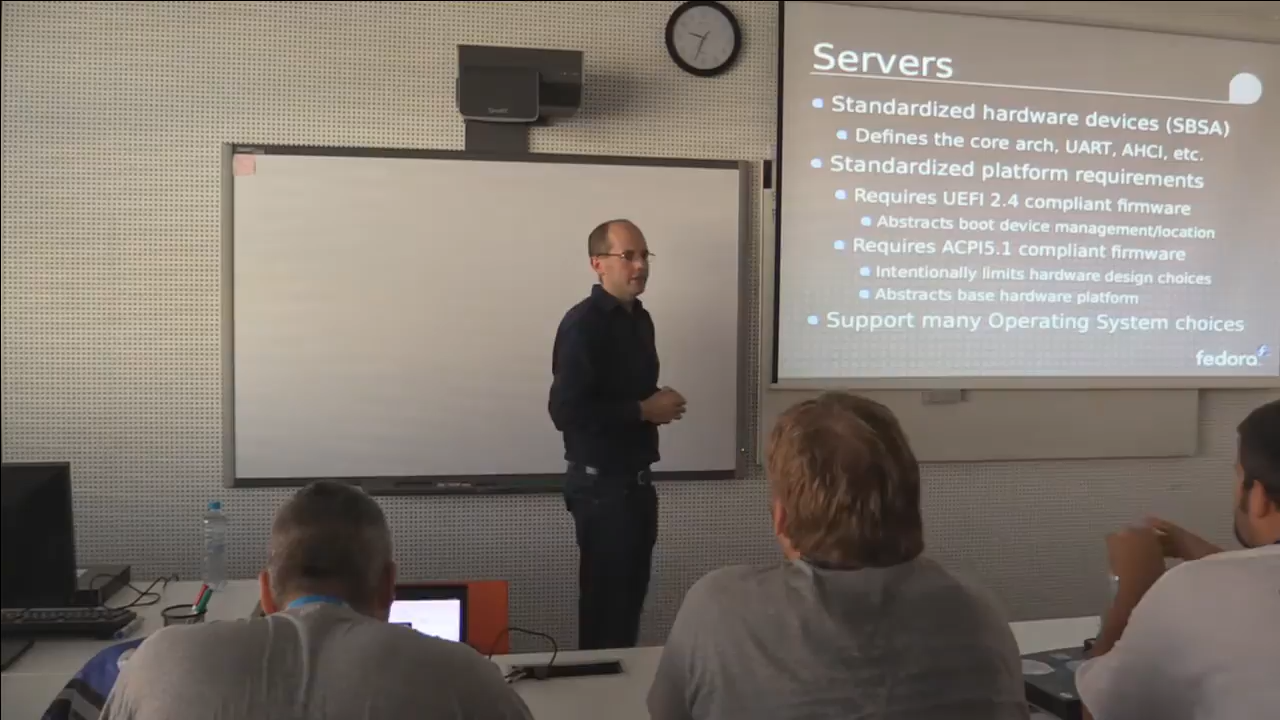 Servers
Standardized hardware devices (SBSA)
Defines the core arch, UART, AHCI, etc.
Standardized platform requirements
Requires UEFI 2.4 compliant firmware
Abstracts boot device management/location
Requires ACPI5.1 compliant firmware
Intentionally limits hardware design choices
Abstracts base hardware platform
Support many Operating System choices
fedora